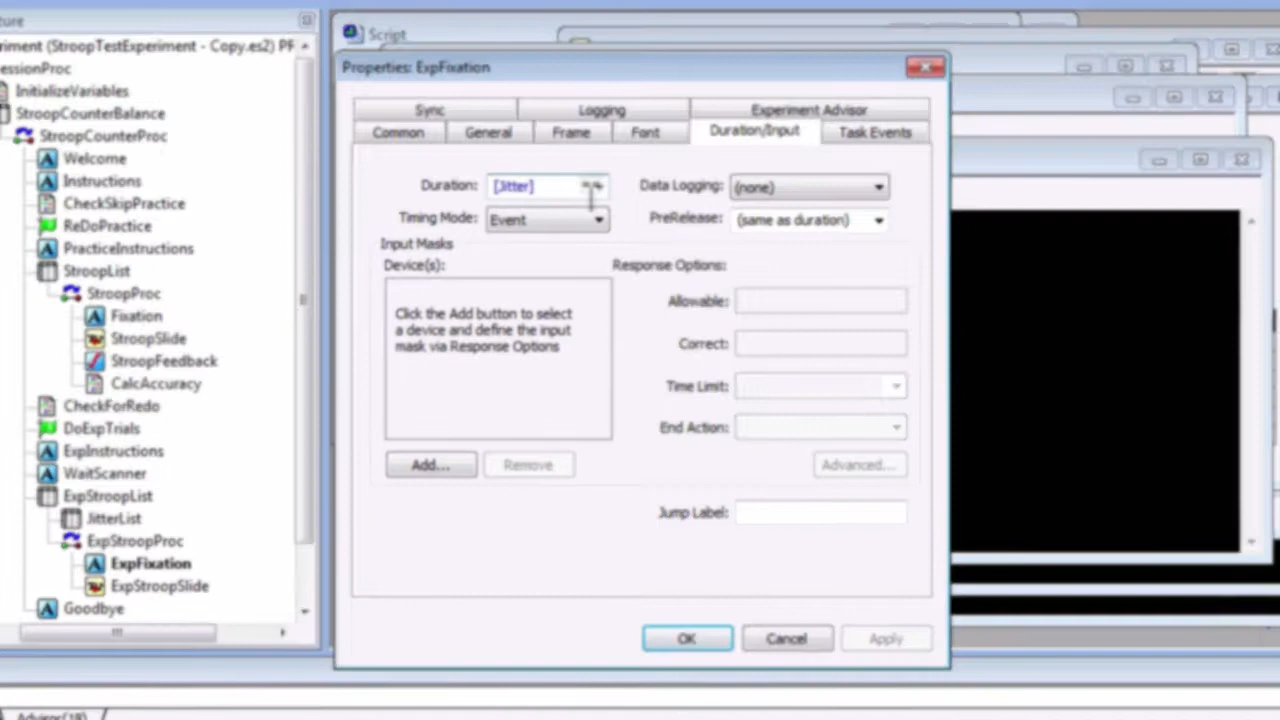 ture
riment (StroopTestExperiment - Copy.es2) PF
essionProc
InitializeVariables
StroopCounterBalance
StroopCounterProc
Welcome
Instructions
CheckSkipPractice
ReDoPractice
PracticeInstructions
StroopList
StroopProc
Fixation
StroopSlide
StroopFeedback
CalcAccuracy
CheckForRedo
DoExpTrials
ExpInstructions
WaitScanner
ExpStroopList
JitterList
ExpStroopProc
ExpFixation
ExpStroopSlide
Goodbye
Script
Properties: ExpFixation
Sync Logging Experiment Advisor
Common General Frame Font Duration/Input Task Events
Duration: [Jitter] Data Logging: (none)
Timing Mode: Event PreRelease: (same as duration)
Input Masks
Device(s): Response Options:
Click the Add button to select
a device and define the input
mask via Response Options
Allowable:
Correct:
Time Limit:
End Action:
Add... Remove Advanced...
Jump Label:
OK Cancel Apply
Advisor(18)